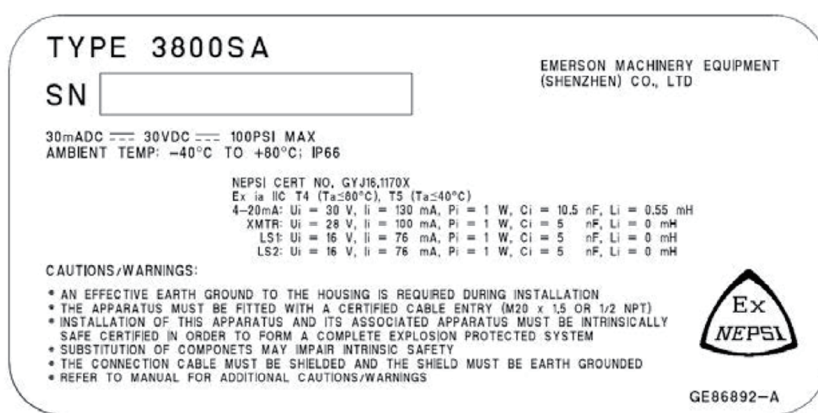 TYPE 3800SA
EMERSON MACHINERY EQUIPMENT
(SHENZHEN) CO., LTD
SN
30mADC ⎓ 30VDC ⎓ 100PSI MAX
AMBIENT TEMP: -40°C TO +80°C; IP66
NEPSI CERT NO. GYJ16.1170X
Ex ia IIC T4 (Ta≤80°C), T5 (Ta≤40°C)
4-20mA: Ui = 30 V, Ii = 130 mA, Pi = 1 W, Ci = 10.5 nF, Li = 0.55 mH
XMTR: Ui = 28 V, Ii = 100 mA, Pi = 1 W, Ci = 5 nF, Li = 0 mH
LS1: Ui = 16 V, Ii = 76 mA, Pi = 1 W, Ci = 5 nF, Li = 0 mH
LS2: Ui = 16 V, Ii = 76 mA, Pi = 1 W, Ci = 5 nF, Li = 0 mH
CAUTIONS/WARNINGS:
• AN EFFECTIVE EARTH GROUND TO THE HOUSING IS REQUIRED DURING INSTALLATION
• THE APPARATUS MUST BE FITTED WITH A CERTIFIED CABLE ENTRY (M20 x 1.5 OR 1/2 NPT)
• INSTALLATION OF THIS APPARATUS AND ITS ASSOCIATED APPARATUS MUST BE INTRINSICALLY
SAFE CERTIFIED IN ORDER TO FORM A COMPLETE EXPLOSION PROTECTED SYSTEM
• SUBSTITUTION OF COMPONETS MAY IMPAIR INTRINSIC SAFETY
• THE CONNECTION CABLE MUST BE SHIELDED AND THE SHIELD MUST BE EARTH GROUNDED
• REFER TO MANUAL FOR ADDITIONAL CAUTIONS/WARNINGS
Ex
NEPSI
GE86892-A